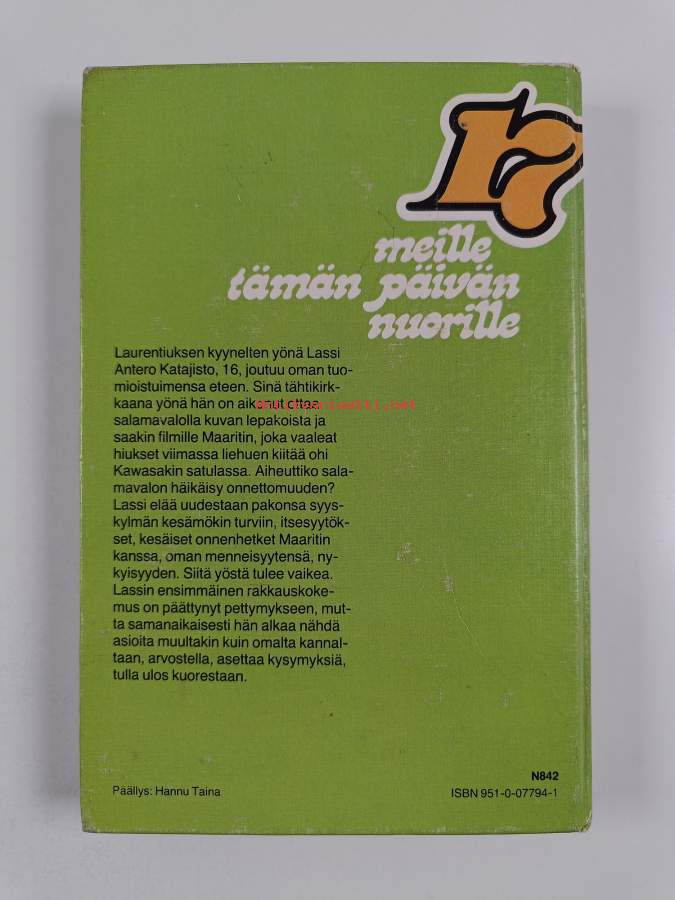 17
meille
tämän päivän
nuorille
Laurentiuksen kyynelten yönä Lassi
Antero Katajisto, 16, joutuu oman tuo-
mioistuimensa eteen. Sinä tähtikirk-
kaana yönä hän on aikonut ottaa
salamavalolla kuvan lepakoista ja
saakin filmille Maaritin, joka vaaleat
hiukset viimassa liehuen kiitää ohi
Kawasakin satulassa. Aiheuttiko sala-
mavalon häikäisy onnettomuuden?
Lassi elää uudestaan pakonsa syys-
kylmän kesämökin turviin, itsesyytök-
set, kesäiset onnenhetket Maaritin
kanssa, oman menneisyytensä, ny-
kyisyyden. Siitä yöstä tulee vaikea.
Lassin ensimmäinen rakkauskoke-
mus on päättynyt pettymykseen, mut-
ta samanaikaisesti hän alkaa nähdä
asioita muultakin kuin omalta kannal-
taan, arvostella, asettaa kysymyksiä,
tulla ulos kuorestaan.
N842
Päällys: Hannu Taina
ISBN 951-0-07794-1